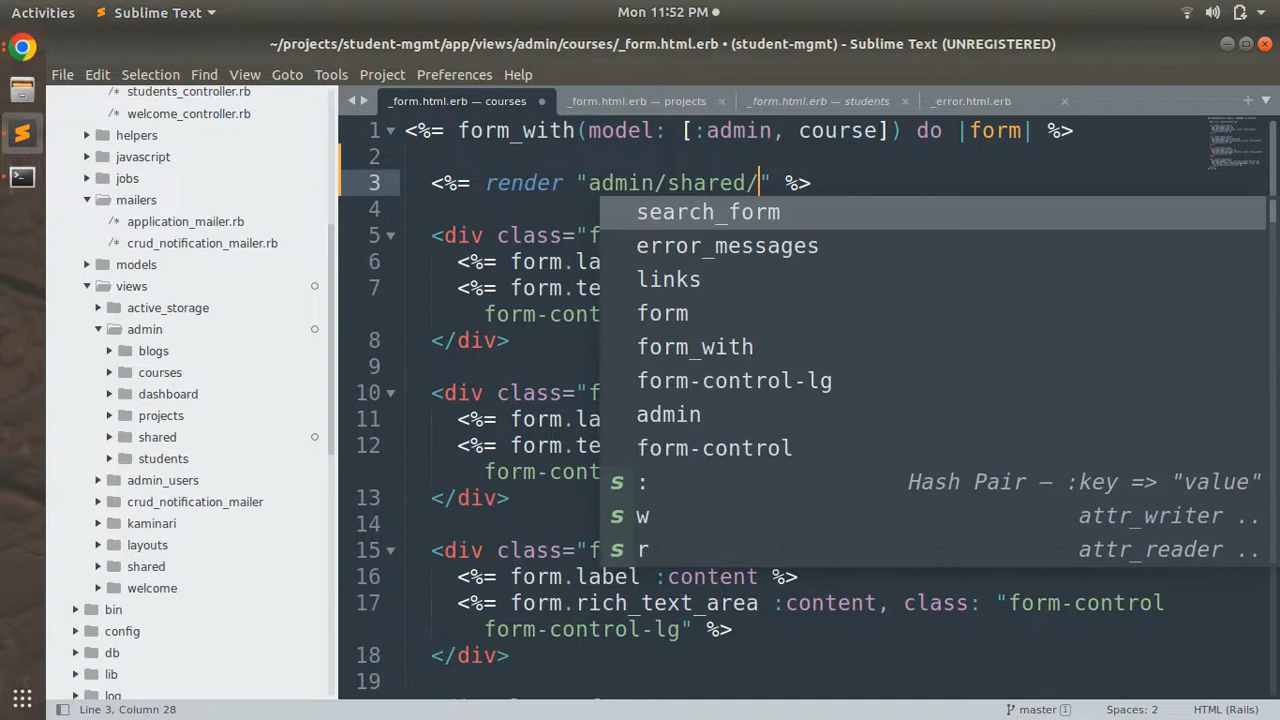 Activities Sublime Text Mon 11:52 PM
~/projects/student-mgmt/app/views/admin/courses/_form.html.erb • (student-mgmt) - Sublime Text (UNREGISTERED)
File Edit Selection Find View Goto Tools Project Preferences Help
students_controller.rb
welcome_controller.rb
helpers
javascript
jobs
mailers
application_mailer.rb
crud_notification_mailer.rb
models
views
active_storage
admin
blogs
courses
dashboard
projects
shared
students
admin_users
crud_notification_mailer
kaminari
layouts
shared
welcome
bin
config
db
lib
log
_form.html.erb — courses _form.html.erb — projects _form.html.erb — students _error.html.erb
1 <%= form_with(model: [:admin, course]) do |form| %>
2
3 <%= render "admin/shared/" %>
4
5 <div class="f
6 <%= form.la
7 <%= form.te
form-cont
8 </div>
9
10 <div class="f
11 <%= form.la
12 <%= form.te
form-cont
13 </div>
14
15 <div class="f
16 <%= form.label :content %>
17 <%= form.rich_text_area :content, class: "form-control
form-control-lg" %>
18 </div>
19
search_form
error_messages
links
form
form_with
form-control-lg
admin
form-control
s : Hash Pair — :key => "value"
s w attr_writer ..
s r attr_reader ..
Line 3, Column 28 master 1 Spaces: 2 HTML (Rails)